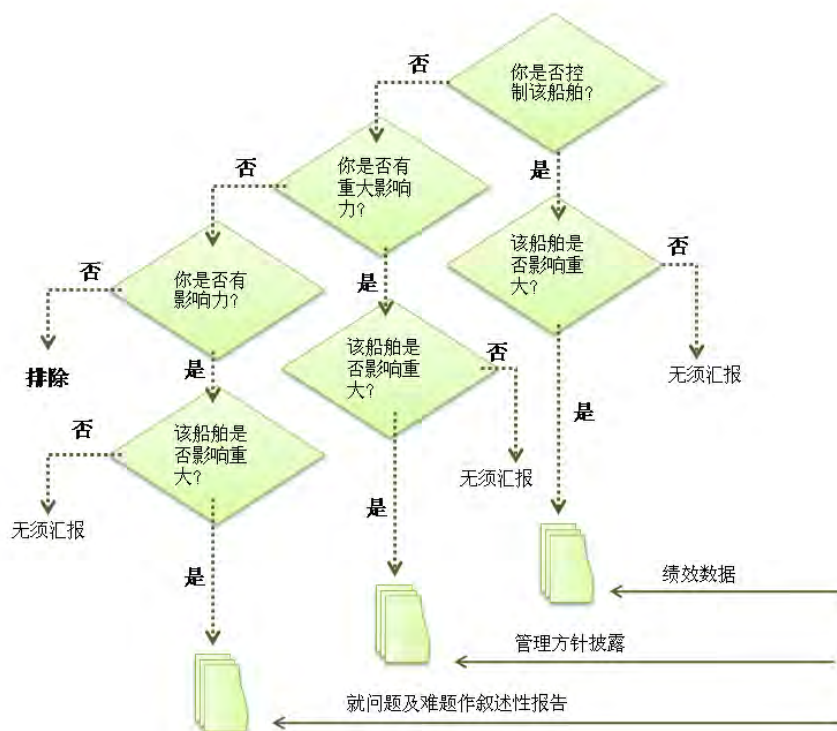 否
你是否控
制该船舶?
否
你是否有
重大影响
力?
是
否
你是否有
影响力?
是
该船舶是
否影响重
大?
否
排除
是
该船舶是
否影响重
大?
否
无须汇报
是
否
该船舶是
否影响重
大?
无须汇报
无须汇报
是
是
绩效数据
管理方针披露
就问题及难题作叙述性报告